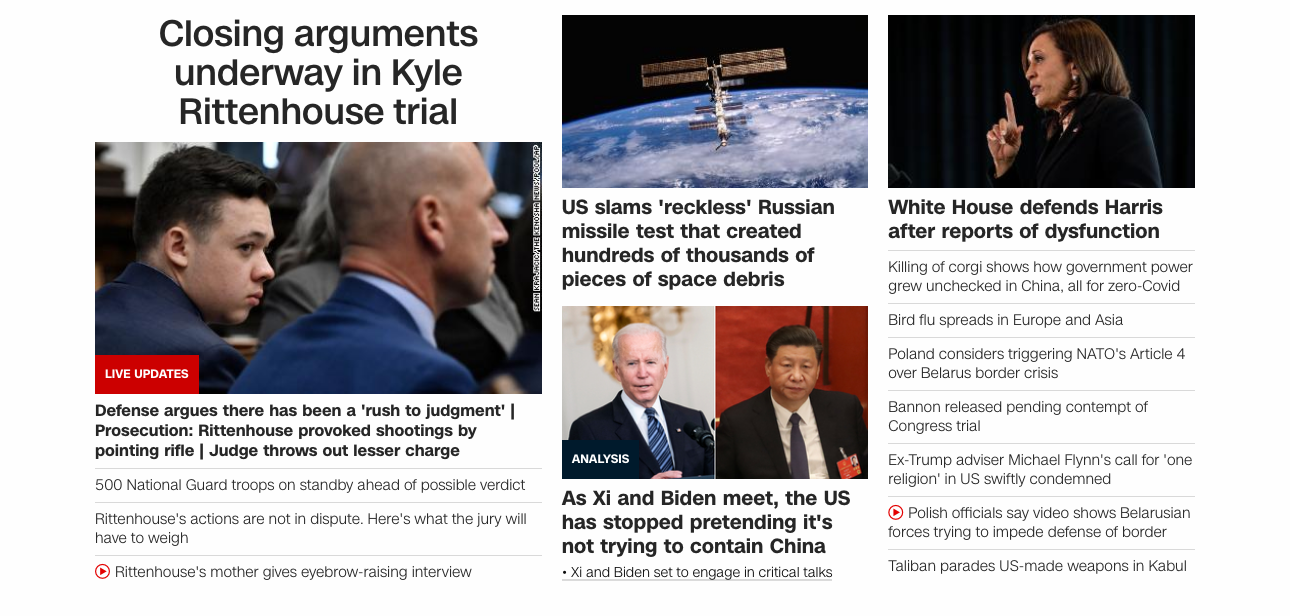 Closing arguments
underway in Kyle
Rittenhouse trial
SEAN KRAJACIC/THE KENOSHA NEWS/POOL/AP
LIVE UPDATES
Defense argues there has been a 'rush to judgment' |
Prosecution: Rittenhouse provoked shootings by
pointing rifle | Judge throws out lesser charge
500 National Guard troops on standby ahead of possible verdict
Rittenhouse's actions are not in dispute. Here's what the jury will
have to weigh
Rittenhouse's mother gives eyebrow-raising interview
US slams 'reckless' Russian
missile test that created
hundreds of thousands of
pieces of space debris
ANALYSIS
As Xi and Biden meet, the US
has stopped pretending it's
not trying to contain China
• Xi and Biden set to engage in critical talks
White House defends Harris
after reports of dysfunction
Killing of corgi shows how government power
grew unchecked in China, all for zero-Covid
Bird flu spreads in Europe and Asia
Poland considers triggering NATO's Article 4
over Belarus border crisis
Bannon released pending contempt of
Congress trial
Ex-Trump adviser Michael Flynn's call for 'one
religion' in US swiftly condemned
Polish officials say video shows Belarusian
forces trying to impede defense of border
Taliban parades US-made weapons in Kabul